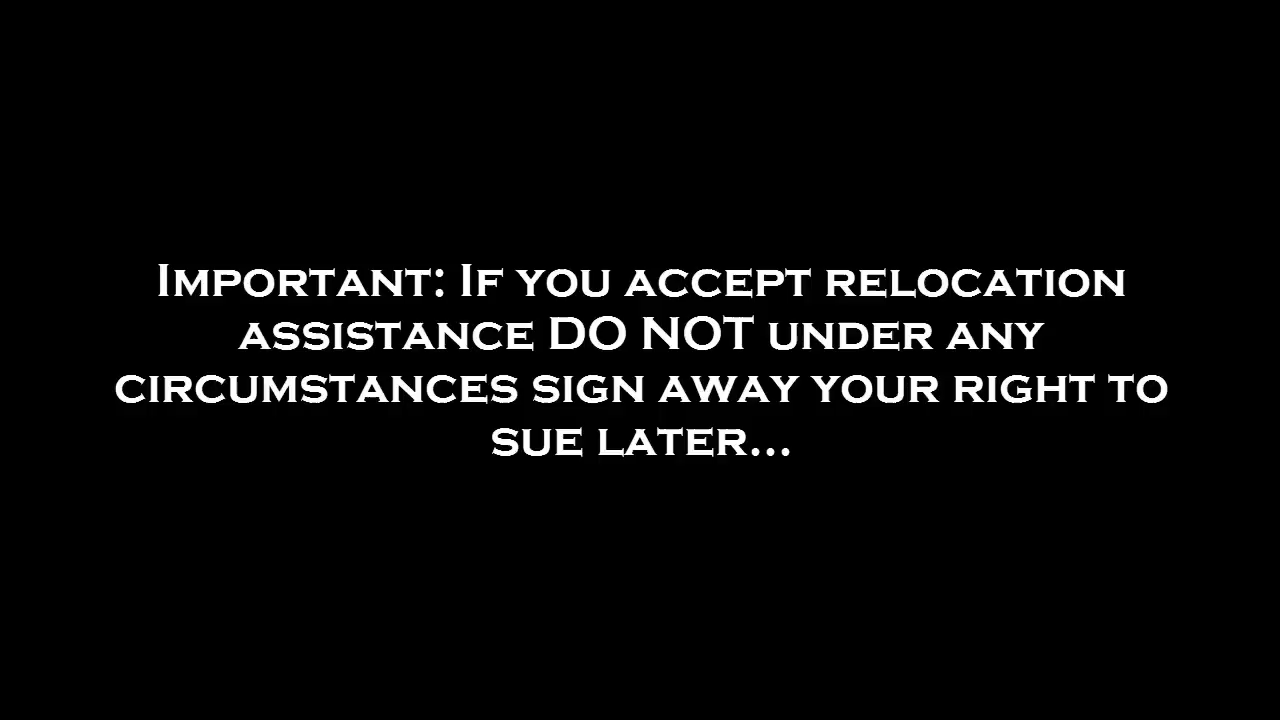 Important: If you accept relocation
assistance DO NOT under any
circumstances sign away your right to
sue later...